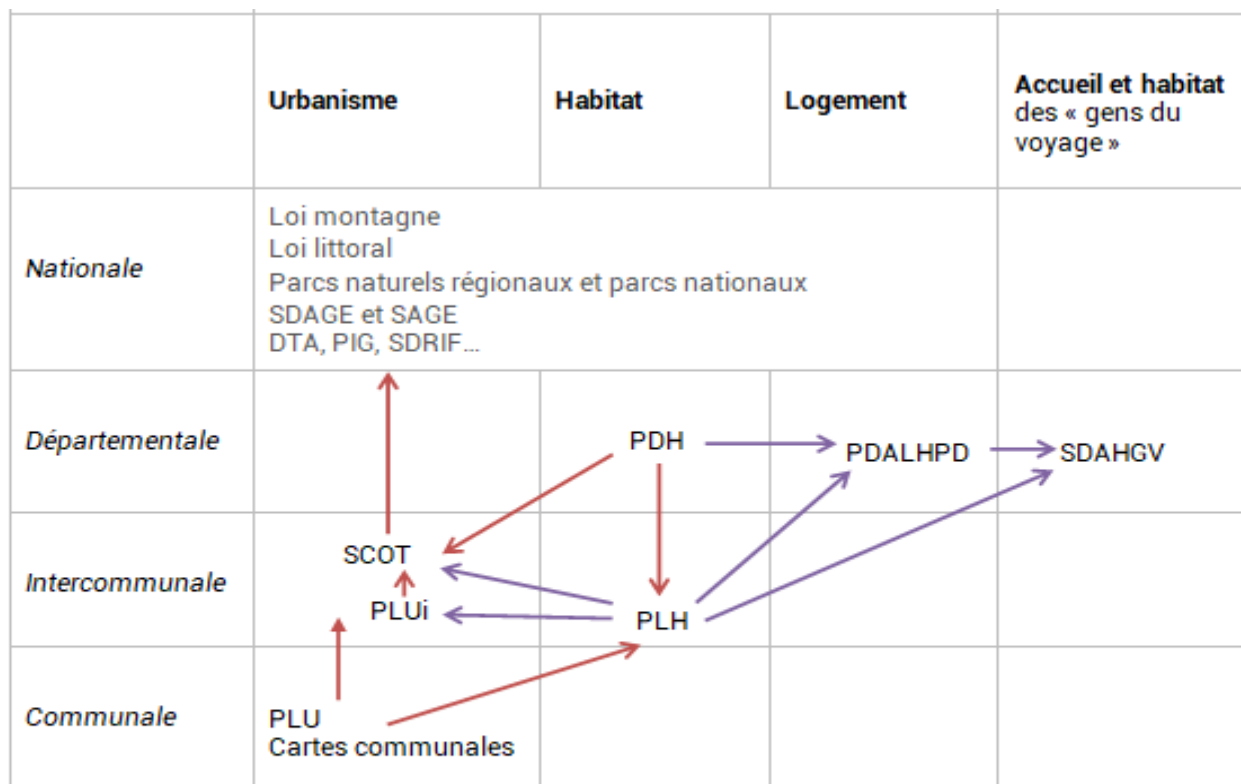 Urbanisme
Habitat
Logement
Accueil et habitat
des « gens du
voyage »
Nationale
Loi montagne
Loi littoral
Parcs naturels régionaux et parcs nationaux
SDAGE et SAGE
DTA, PIG, SDRIF…
Départementale
PDH
PDALHPD
SDAHGV
Intercommunale
SCOT
PLUi
PLH
Communale
PLU
Cartes communales